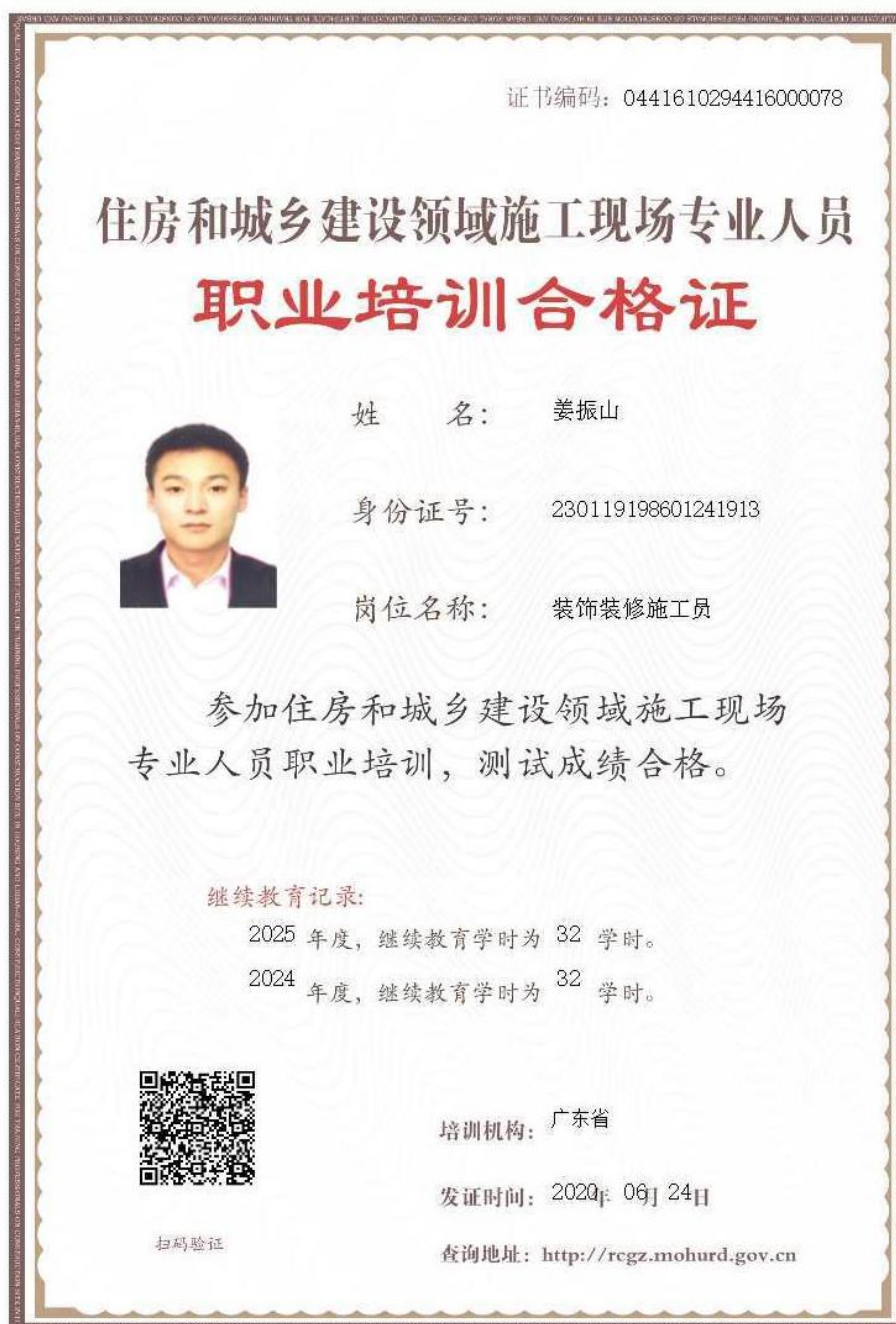 证书编码：0441610294416000078
住房和城乡建设领域施工现场专业人员
职业培训合格证
姓 名： 姜振山
身份证号： 230119198601241913
岗位名称： 装饰装修施工员
参加住房和城乡建设领域施工现场
专业人员职业培训，测试成绩合格。
继续教育记录:
2025 年度，继续教育学时为 32 学时。
2024 年度，继续教育学时为 32 学时。
培训机构： 广东省
发证时间： 2020年 06月 24日
扫码验证
查询地址：http://rcgz.mohurd.gov.cn